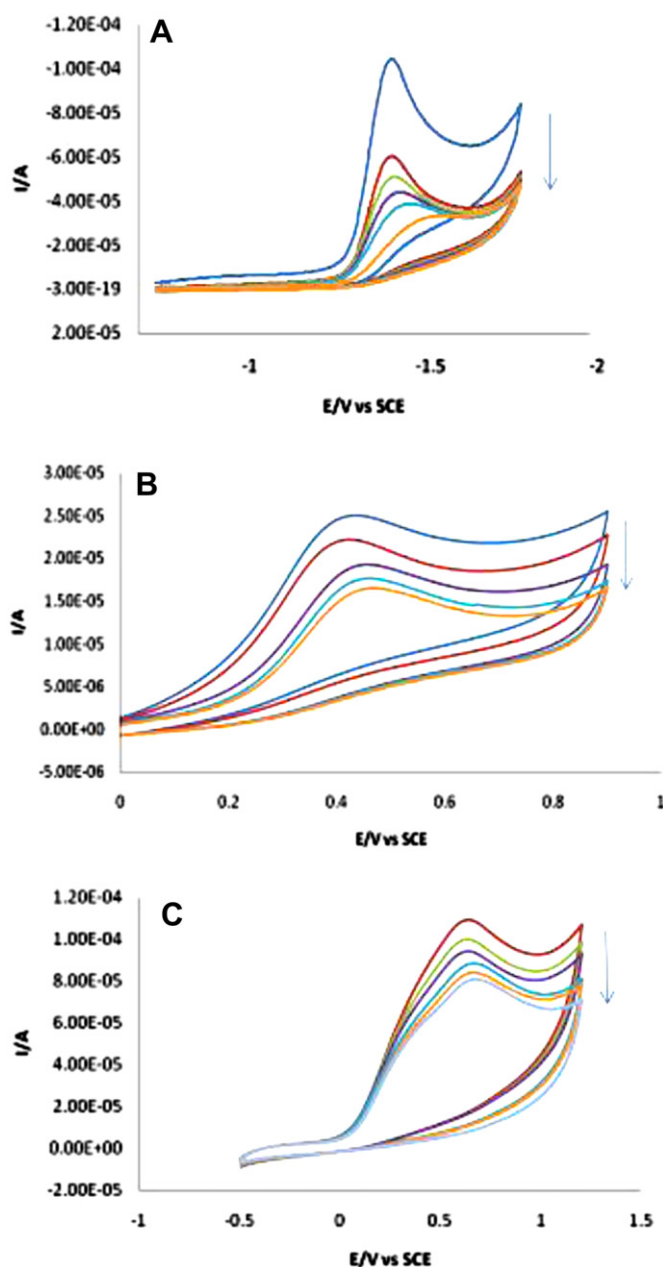 A
-1.20E-04
-1.00E-04
-8.00E-05
-6.00E-05
-4.00E-05
-2.00E-05
-3.00E-19
2.00E-05
I/A
-1 -1.5 -2
E/V vs SCE
B
3.00E-05
2.50E-05
2.00E-05
1.50E-05
1.00E-05
5.00E-06
0.00E+00
-5.00E-06
I/A
0 0.2 0.4 0.6 0.8 1
E/V vs SCE
C
1.20E-04
1.00E-04
8.00E-05
6.00E-05
4.00E-05
2.00E-05
0.00E+00
-2.00E-05
I/A
-1 -0.5 0 0.5 1 1.5
E/V vs SCE